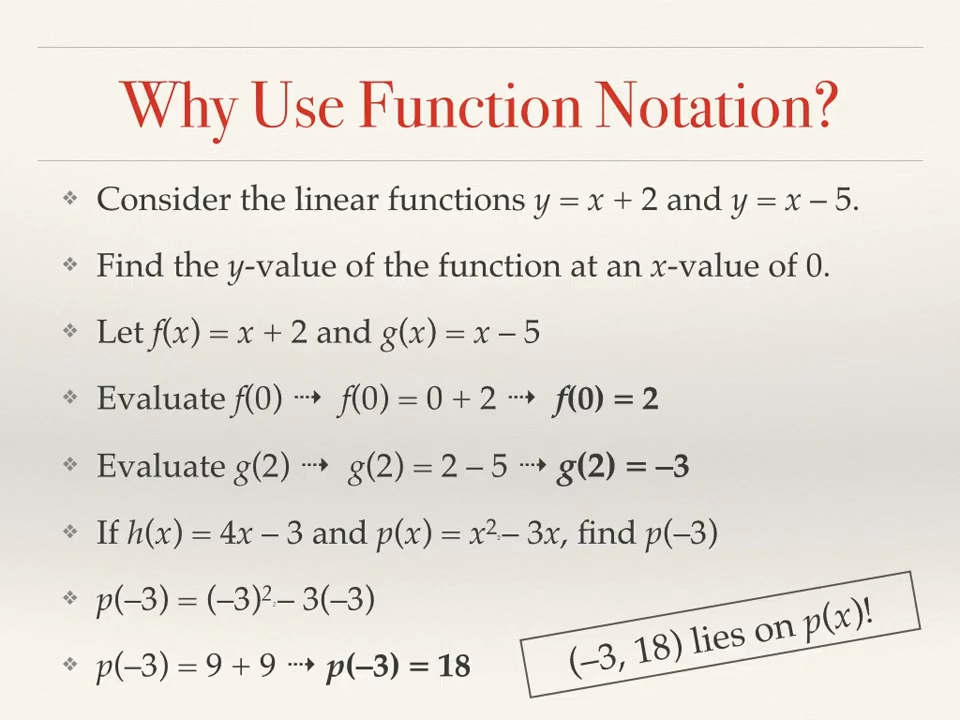 Why Use Function Notation?
❖ Consider the linear functions y = x + 2 and y = x – 5.
❖ Find the y-value of the function at an x-value of 0.
❖ Let f(x) = x + 2 and g(x) = x – 5
❖ Evaluate f(0) ⇢ f(0) = 0 + 2 ⇢ f(0) = 2
❖ Evaluate g(2) ⇢ g(2) = 2 – 5 ⇢ g(2) = –3
❖ If h(x) = 4x – 3 and p(x) = x² – 3x, find p(–3)
❖ p(–3) = (–3)² – 3(–3)
❖ p(–3) = 9 + 9 ⇢ p(–3) = 18
(–3, 18) lies on p(x)!